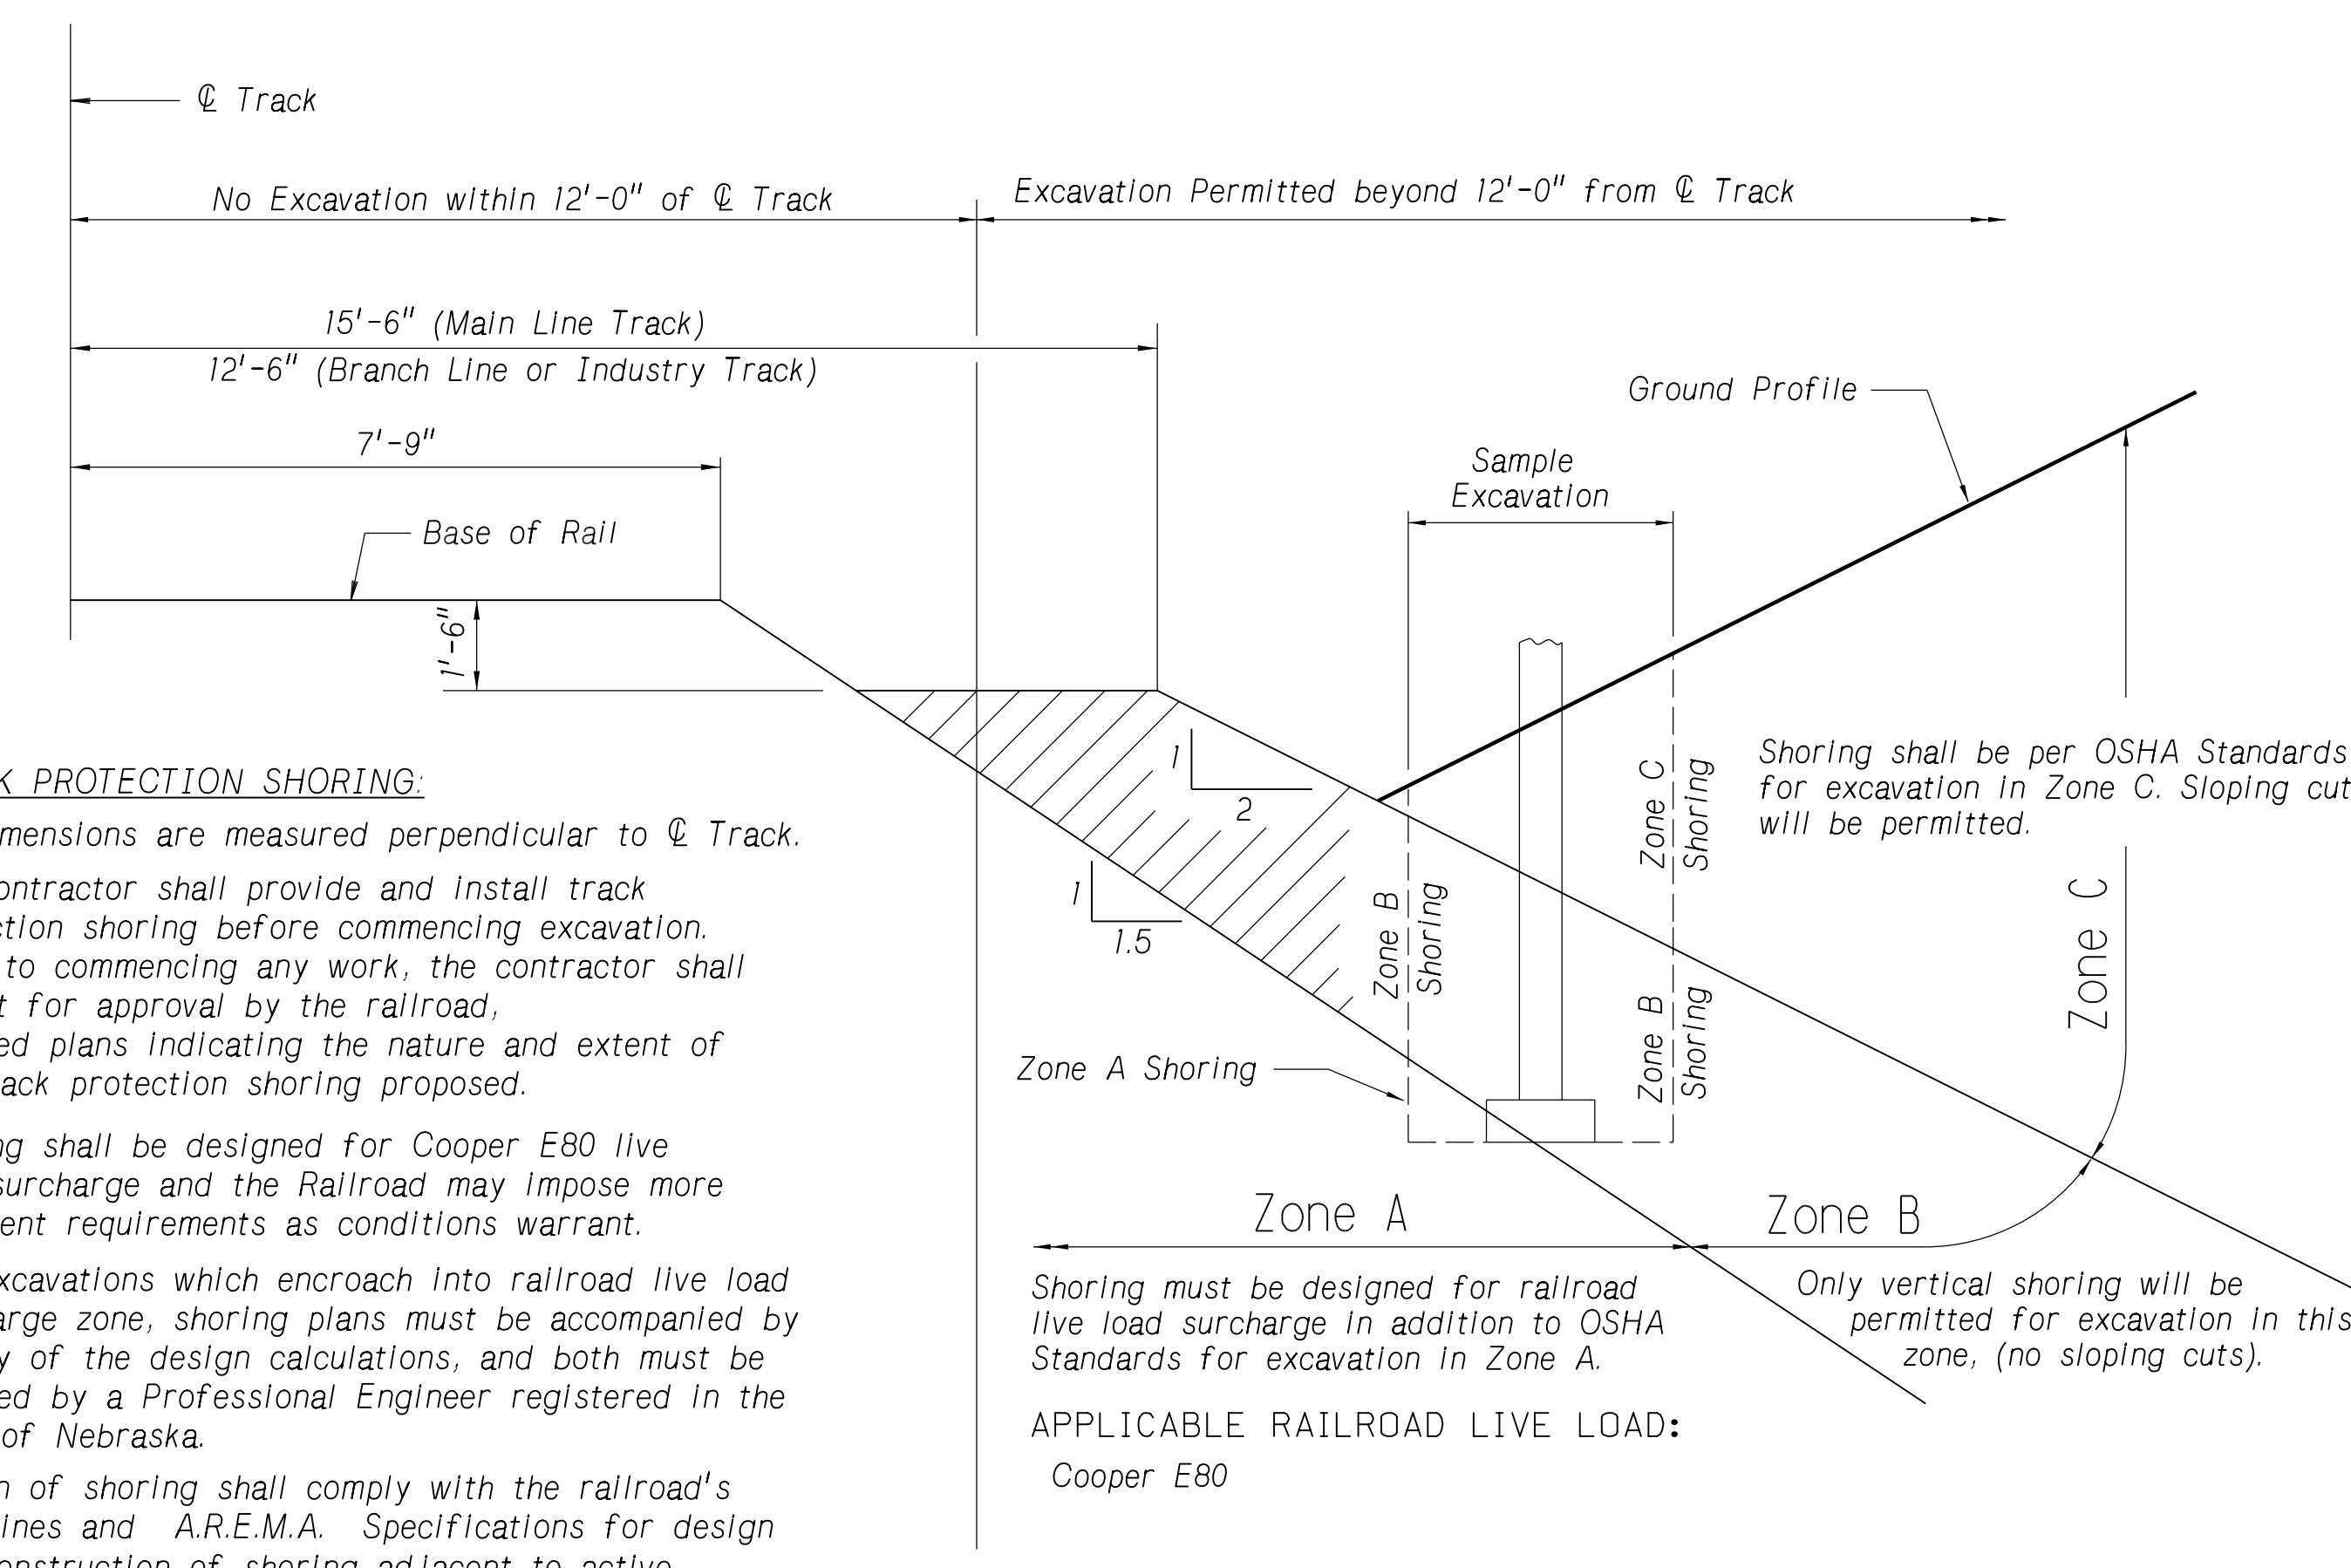 ℄ Track
No Excavation within 12'-0" of ℄ Track
Excavation Permitted beyond 12'-0" from ℄ Track
15'-6" (Main Line Track)
12'-6" (Branch Line or Industry Track)
7'-9"
Base of Rail
1'-6"
Ground Profile
Sample
Excavation
1
2
1
1.5
Zone B
Shoring
Zone C
Shoring
Zone B
Shoring
Zone A Shoring
Shoring shall be per OSHA Standards
for excavation in Zone C. Sloping cut
will be permitted.
Zone C
Zone A
Zone B
Shoring must be designed for railroad
live load surcharge in addition to OSHA
Standards for excavation in Zone A.
Only vertical shoring will be
permitted for excavation in this
zone, (no sloping cuts).
APPLICABLE RAILROAD LIVE LOAD:
Cooper E80
K PROTECTION SHORING:
mensions are measured perpendicular to ℄ Track.
ontractor shall provide and install track
ction shoring before commencing excavation.
to commencing any work, the contractor shall
t for approval by the railroad,
ed plans indicating the nature and extent of
ack protection shoring proposed.
ng shall be designed for Cooper E80 live
surcharge and the Railroad may impose more
ent requirements as conditions warrant.
xcavations which encroach into railroad live load
arge zone, shoring plans must be accompanied by
y of the design calculations, and both must be
ed by a Professional Engineer registered in the
of Nebraska.
n of shoring shall comply with the railroad's
ines and A.R.E.M.A. Specifications for design
onstruction of shoring adjacent to active